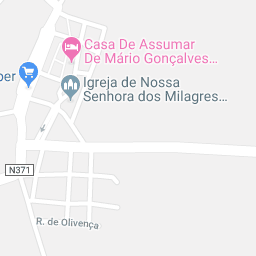 Casa De Assumar
De Mário Gonçalves...
per
Igreja de Nossa
Senhora dos Milagres...
N371
R. de Olivença